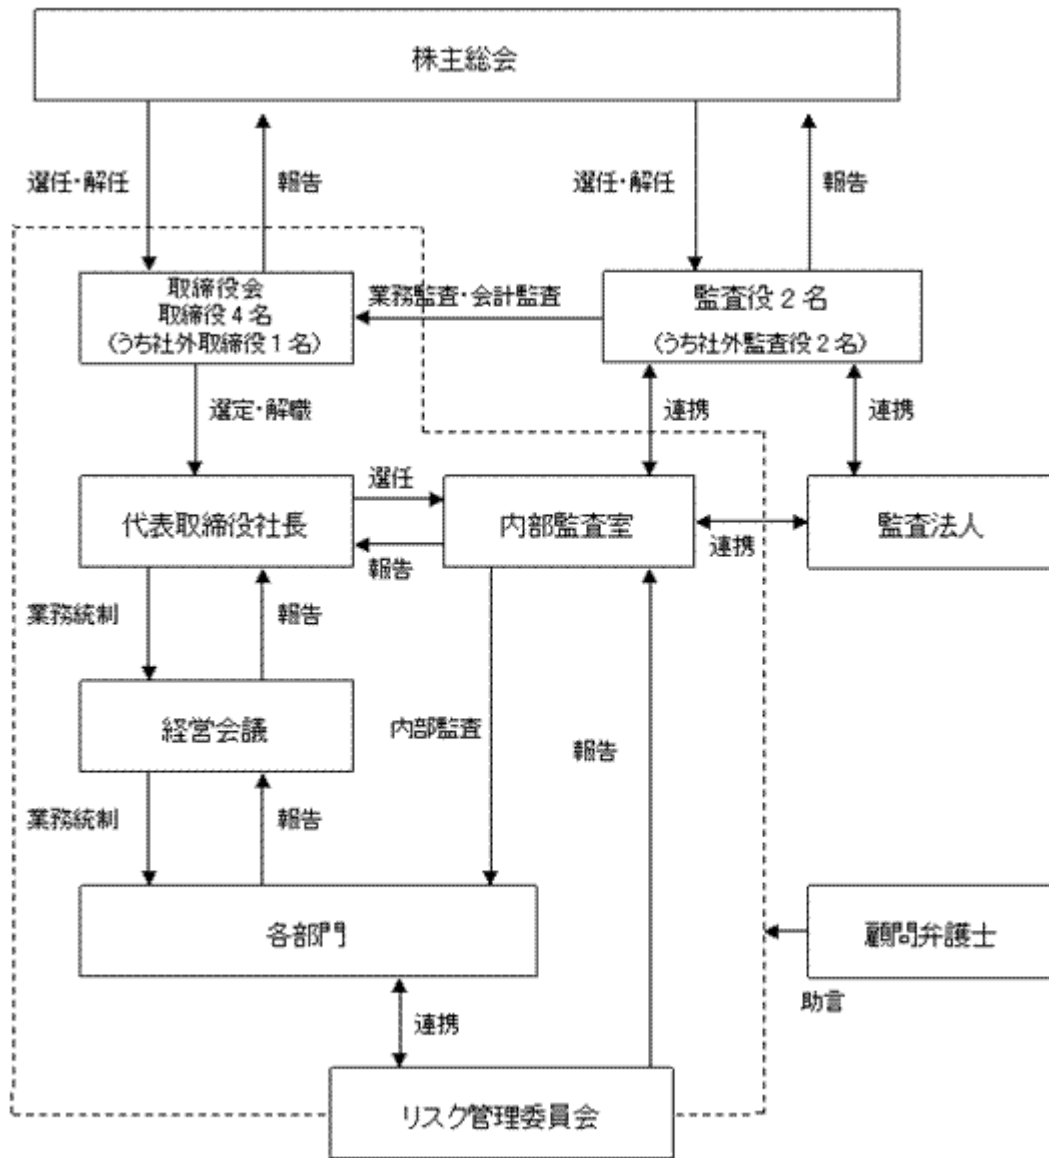 株主総会
選任・解任
報告
選任・解任
報告
取締役会
取締役4名
(うち社外取締役1名)
業務監査・会計監査
監査役2名
(うち社外監査役2名)
選定・解職
連携
連携
代表取締役社長
選任
報告
内部監査室
連携
監査法人
業務統制
報告
経営会議
内部監査
報告
業務統制
報告
各部門
顧問弁護士
助言
連携
リスク管理委員会